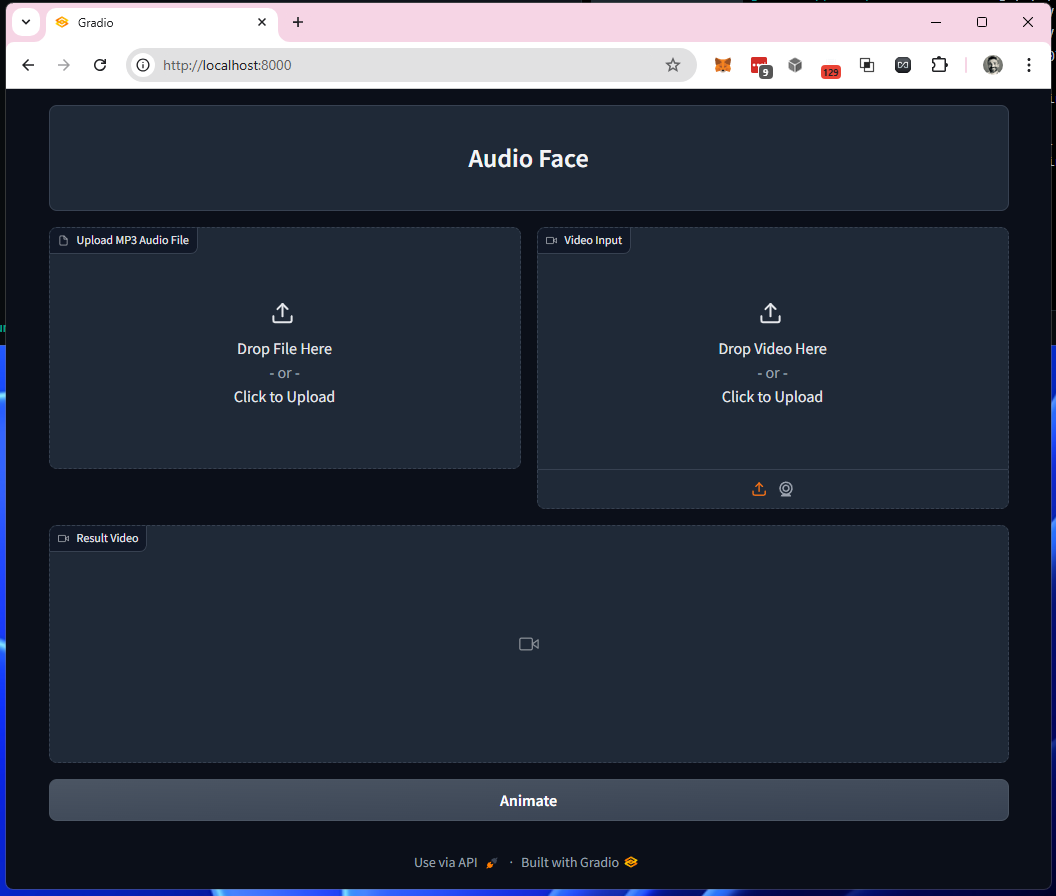 Gradio
http://localhost:8000
9
129
Audio Face
Upload MP3 Audio File
Drop File Here
- or -
Click to Upload
Video Input
Drop Video Here
- or -
Click to Upload
Result Video
Animate
Use via API · Built with Gradio